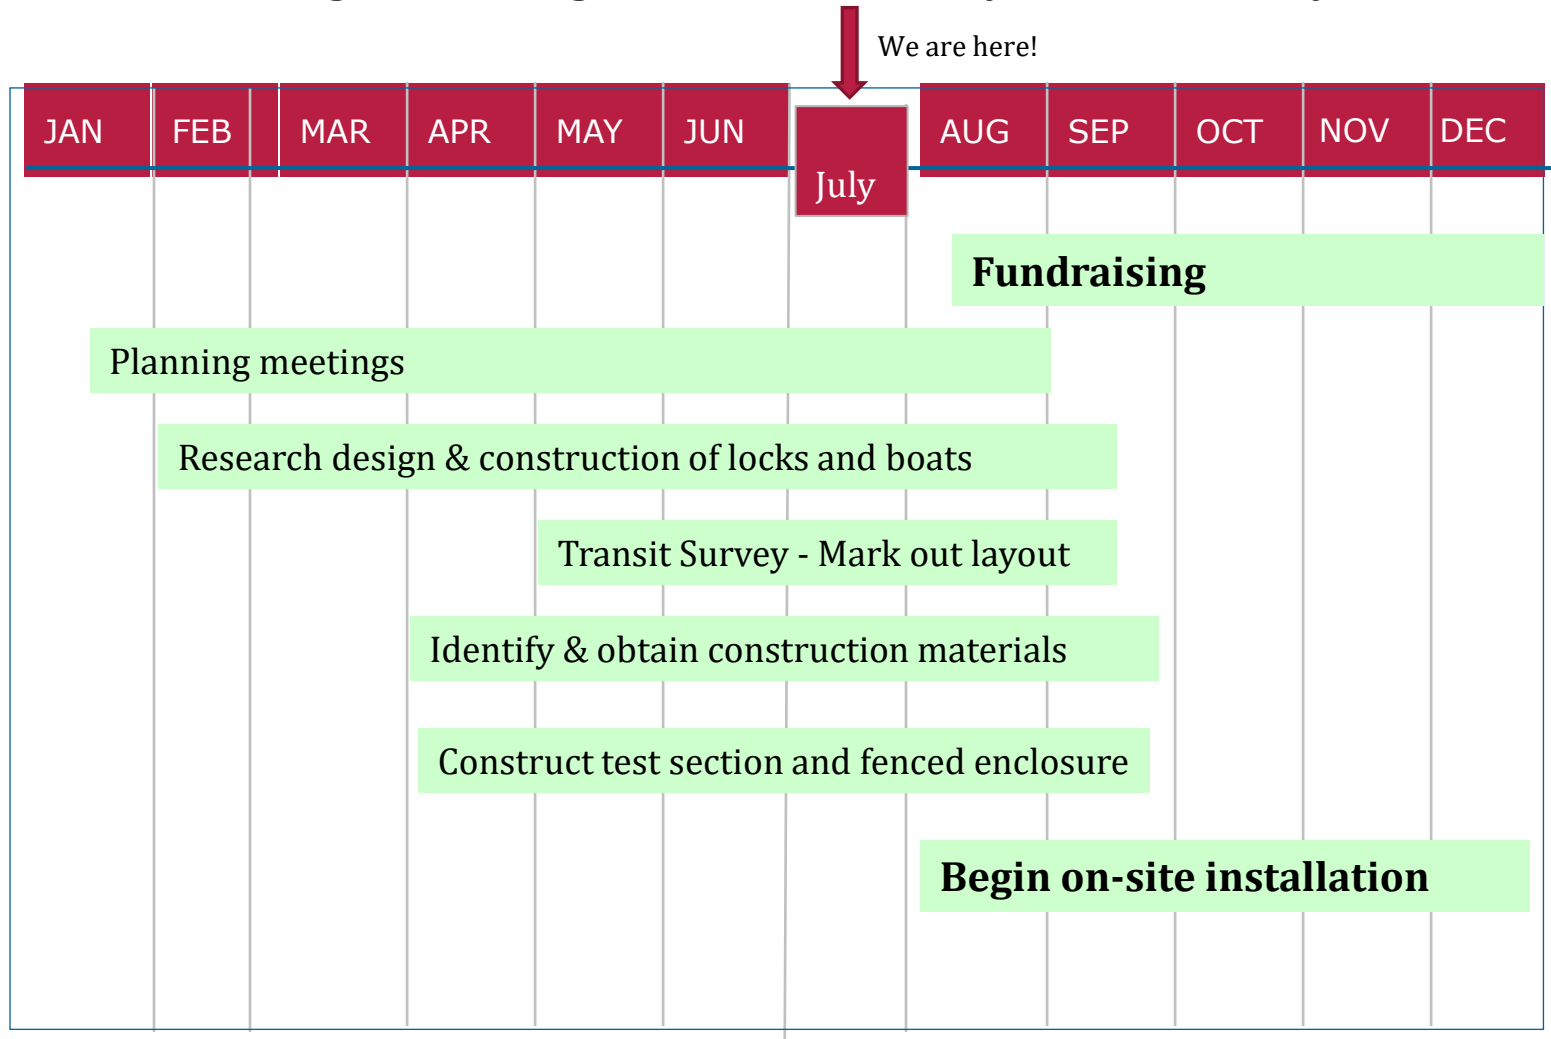 We are here!
JAN FEB MAR APR MAY JUN July AUG SEP OCT NOV DEC
Fundraising
Planning meetings
Research design & construction of locks and boats
Transit Survey - Mark out layout
Identify & obtain construction materials
Construct test section and fenced enclosure
Begin on-site installation